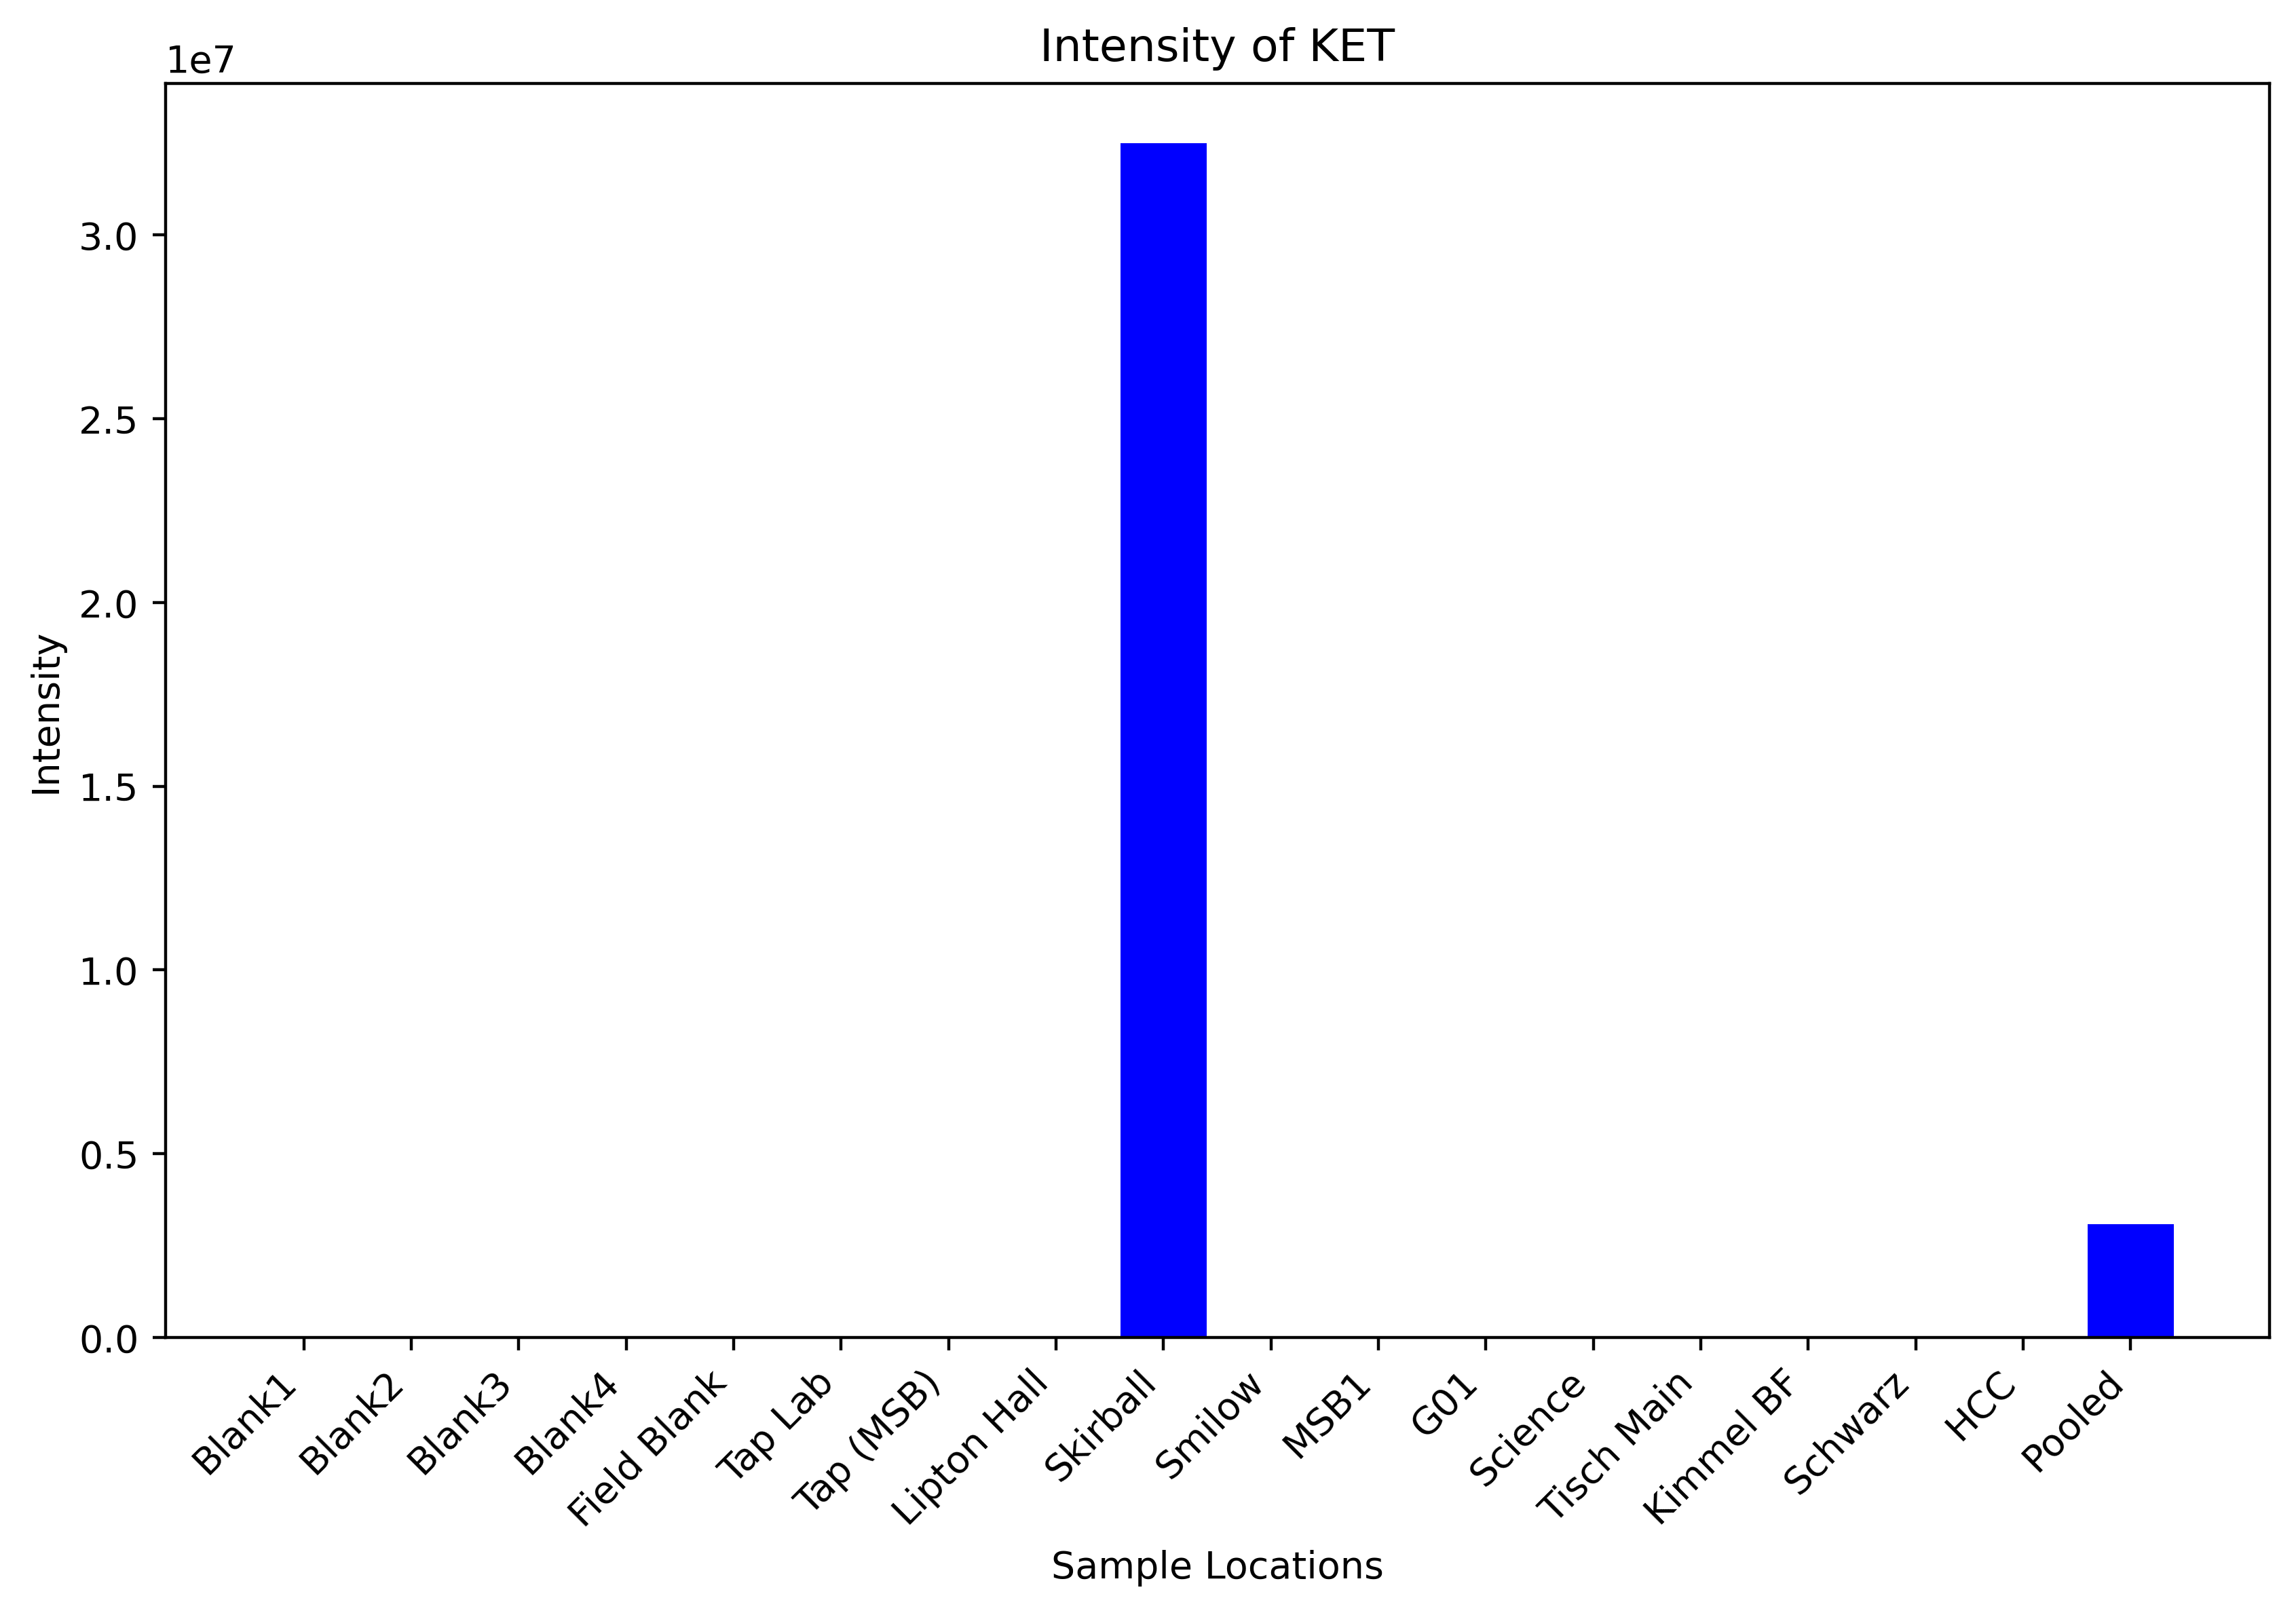 Intensity of KET
1e7
3.0
2.5
2.0
1.5
1.0
0.5
0.0
Intensity
Blank1
Blank2
Blank3
Blank4
Field Blank
Tap Lab
Tap (MSB)
Lipton Hall
Skirball
Smilow
MSB1
G01
Science
Tisch Main
Kimmel BF
Schwarz
HCC
Pooled
Sample Locations